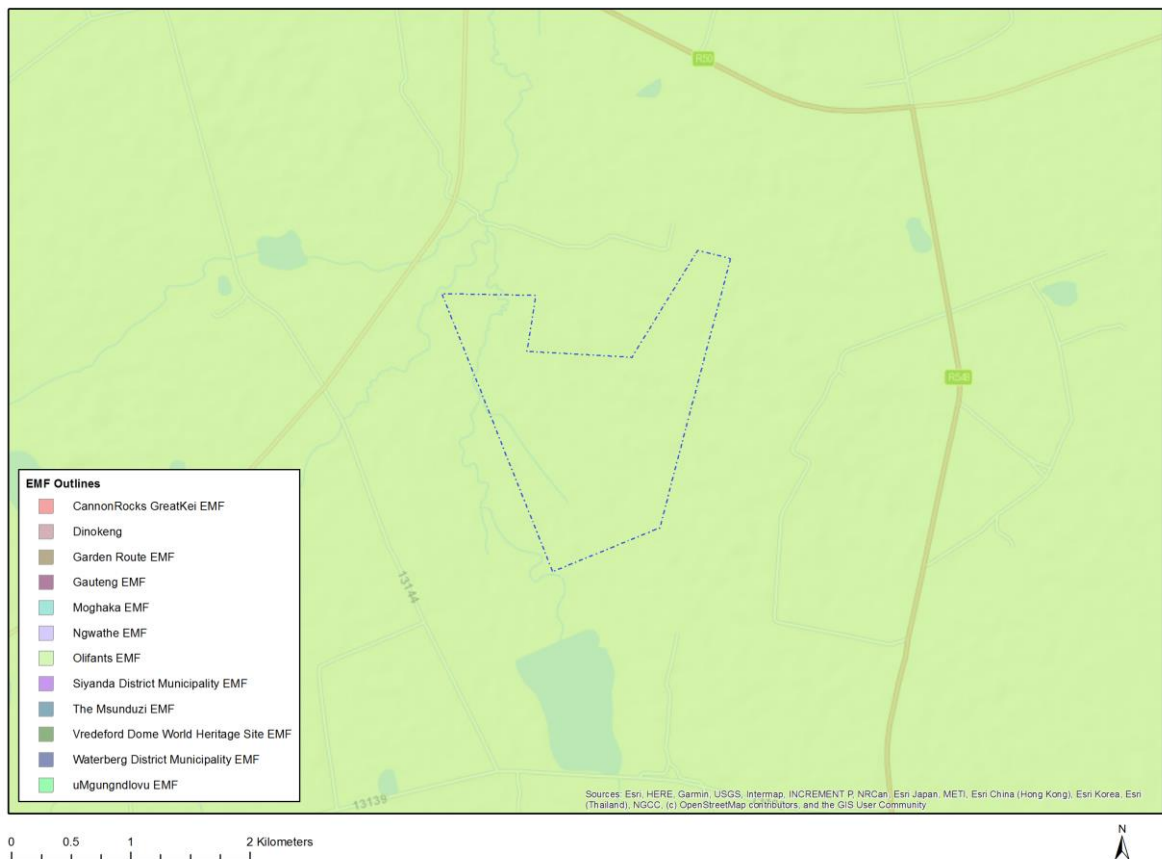 R50
R548
13144
13139
EMF Outlines
CannonRocks GreatKei EMF
Dinokeng
Garden Route EMF
Gauteng EMF
Moghaka EMF
Ngwathe EMF
Olifants EMF
Siyanda District Municipality EMF
The Msunduzi EMF
Vredeford Dome World Heritage Site EMF
Waterberg District Municipality EMF
uMgungndlovu EMF
Sources: Esri, HERE, Garmin, USGS, Intermap, INCREMENT P, NRCan, Esri Japan, METI, Esri China (Hong Kong), Esri Korea, Esri
(Thailand), NGCC, (c) OpenStreetMap contributors, and the GIS User Community
0 0.5 1 2 Kilometers
N